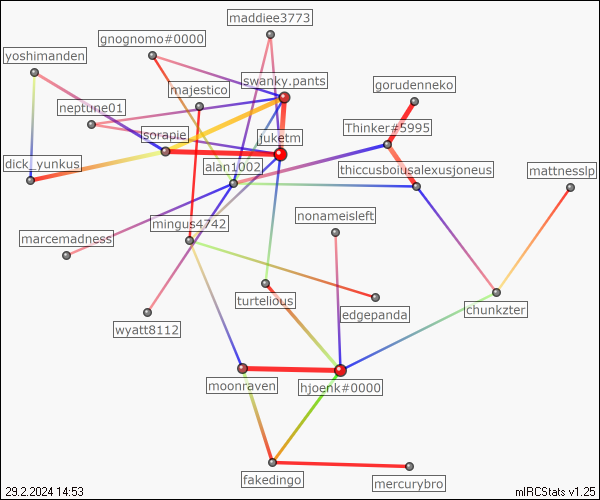 maddiee3773
gnognomo#0000
yoshimanden
swanky.pants
gorudenneko
majestico
neptune01
Thinker#5995
sorapie
juketm
dick_yunkus
alan1002
thiccusboiusalexusjoneus
mattnesslp
nonameisleft
mingus4742
marcemadness
turtelious
edgepanda
chunkzter
wyatt8112
moonraven
hjoenk#0000
fakedingo
mercurybro
29.2.2024 14:53
mIRCStats v1.25